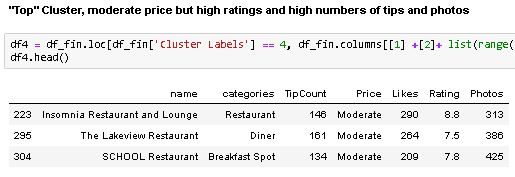 "Top" Cluster, moderate price but high ratings and high numbers of tips and photos
df4 = df_fin.loc[df_fin['Cluster Labels'] == 4, df_fin.columns[[1] +[2]+ list(range(
df4.head()
name categories TipCount Price Likes Rating Photos
223 Insomnia Restaurant and Lounge Restaurant 146 Moderate 290 8.8 313
295 The Lakeview Restaurant Diner 161 Moderate 264 7.5 386
304 SCHOOL Restaurant Breakfast Spot 134 Moderate 209 7.8 425